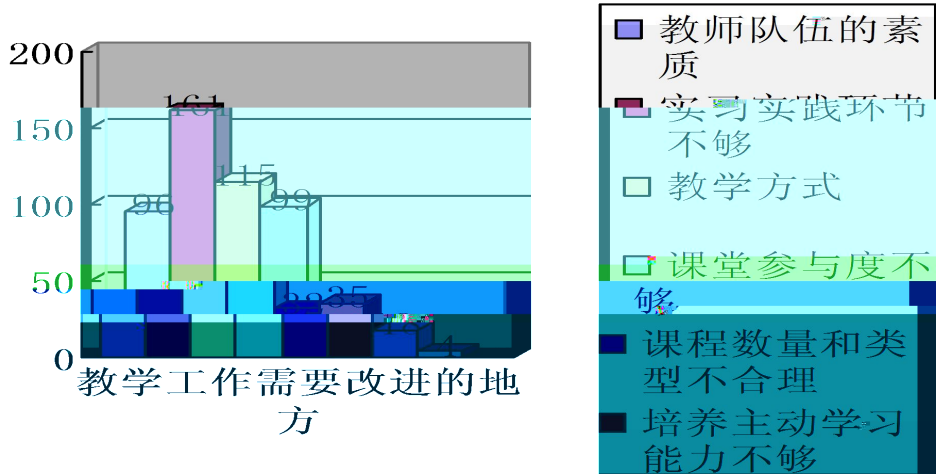 200
150
100
50
0
96
161
115
99
35
教学工作需要改进的地
方
教师队伍的素
质
实习实践环节
不够
教学方式
课堂参与度不
够
课程数量和类
型不合理
培养主动学习
能力不够